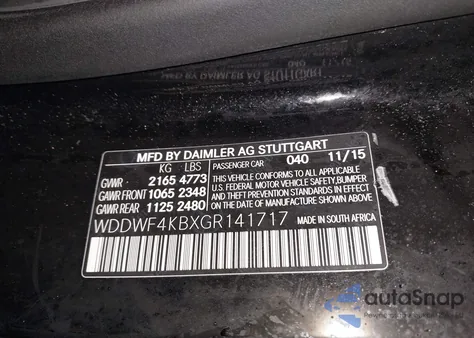 MFD BY DAIMLER AG STUTTGART
KG LBS PASSENGER CAR 040 11/15
GVWR 2165 4773
GAWR FRONT 1065 2348
GAWR REAR 1125 2480
THIS VEHICLE CONFORMS TO ALL APPLICABLE
U.S. FEDERAL MOTOR VEHICLE SAFETY, BUMPER,
AND THEFT PREVENTION STANDARDS IN EFFECT ON
THE DATE OF MANUFACTURE SHOWN ABOVE.
WDDWF4KBXGR141717 MADE IN SOUTH AFRICA
autoSnap